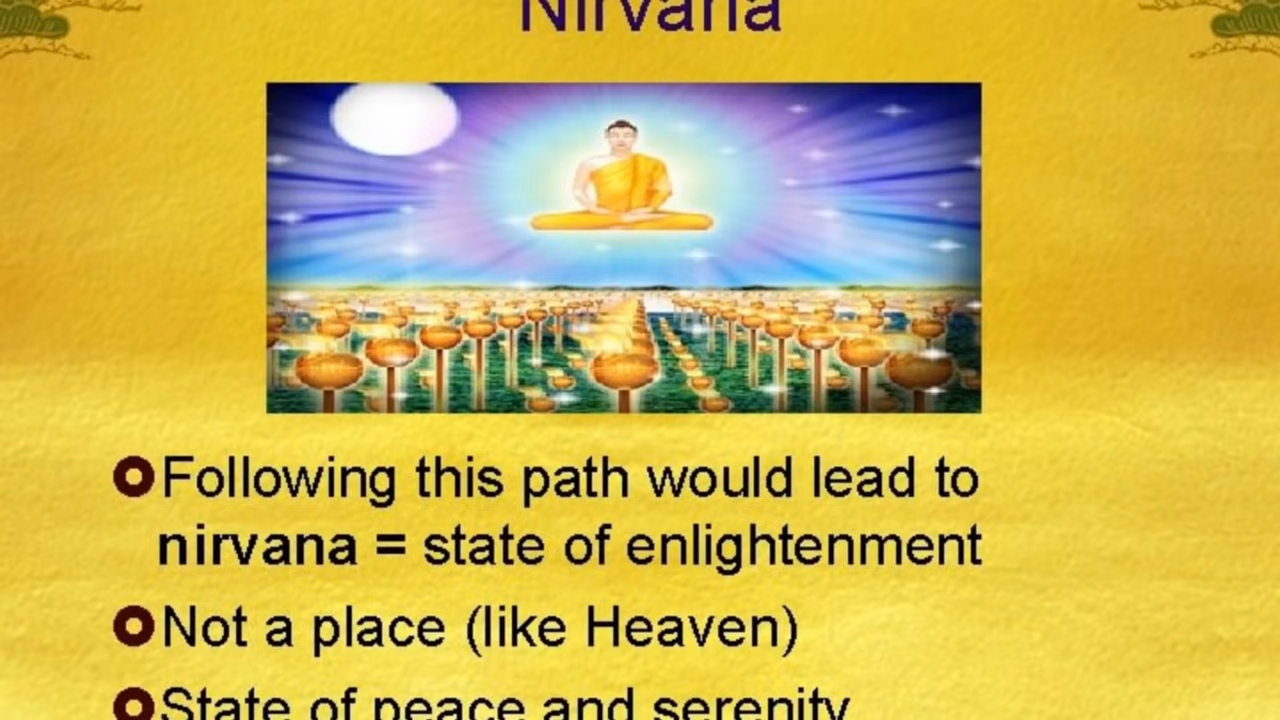 Nirvana
Following this path would lead to
nirvana = state of enlightenment
Not a place (like Heaven)
State of peace and serenity